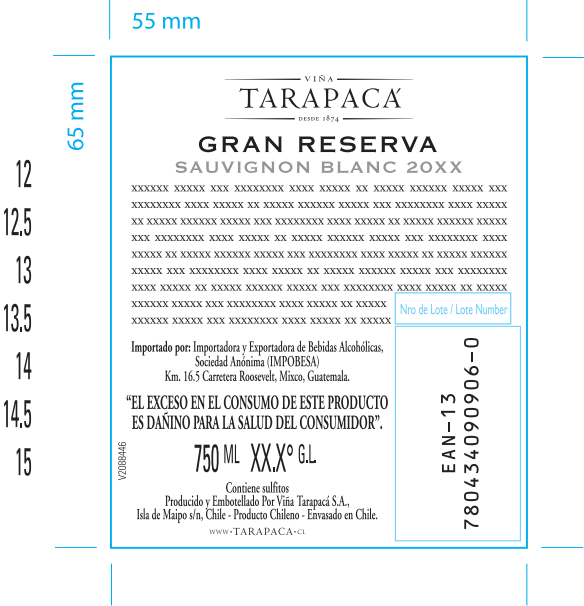 55 mm
65 mm
12
12.5
13
13.5
14
14.5
15
VIÑA
TARAPACÁ
DESDE 1874
GRAN RESERVA
SAUVIGNON BLANC 20XX
xxxxxx xxxxx xxx xxxxxxxx xxxx xxxxx xx xxxxx xxxxxx xxxxx xxx
xxxxxxxx xxxx xxxxx xx xxxxx xxxxxx xxxxx xxx xxxxxxxx xxxx xxxxx
xx xxxxx xxxxxx xxxxx xxx xxxxxxxx xxxx xxxxx xx xxxxx xxxxxx xxxxx
xxx xxxxxxxx xxxx xxxxx xx xxxxx xxxxxx xxxxx xxx xxxxxxxx xxxx
xxxxx xx xxxxx xxxxxx xxxxx xxx xxxxxxxx xxxx xxxxx xx xxxxx xxxxxx
xxxxx xxx xxxxxxxx xxxx xxxxx xx xxxxx xxxxxx xxxxx xxx xxxxxxxx
xxxx xxxxx xx xxxxx xxxxxx xxxxx xxx xxxxxxxx xxxx xxxxx xx xxxxx
xxxxxx xxxxx xxx xxxxxxxx xxxx xxxxx xx xxxxx
xxxxxx xxxxx xxx xxxxxxxx xxxx xxxxx xx xxxxx
Nro de Lote / Lote Number
Importado por: Importadora y Exportadora de Bebidas Alcohólicas,
Sociedad Anónima (IMPOBESA)
Km. 16.5 Carretera Roosevelt, Mixco, Guatemala.
“EL EXCESO EN EL CONSUMO DE ESTE PRODUCTO
ES DAÑINO PARA LA SALUD DEL CONSUMIDOR”.
750 ML XX.X° G.L.
V2088446
Contiene sulfitos
Producido y Embotellado Por Viña Tarapacá S.A.,
Isla de Maipo s/n, Chile - Producto Chileno - Envasado en Chile.
WWW•TARAPACA•CL
EAN-13
780434090906-0